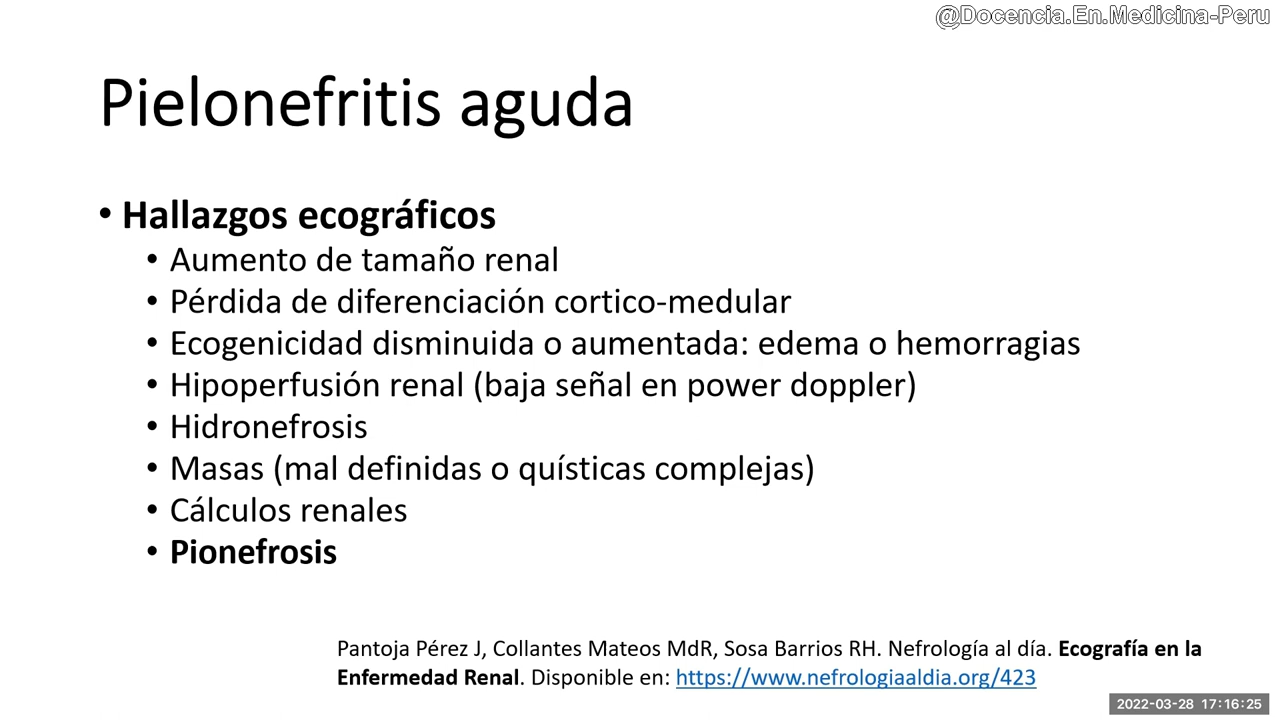 @Docencia.En.Medicina-Peru
Pielonefritis aguda
• Hallazgos ecográficos
• Aumento de tamaño renal
• Pérdida de diferenciación cortico-medular
• Ecogenicidad disminuida o aumentada: edema o hemorragias
• Hipoperfusión renal (baja señal en power doppler)
• Hidronefrosis
• Masas (mal definidas o quísticas complejas)
• Cálculos renales
• Pionefrosis
Pantoja Pérez J, Collantes Mateos MdR, Sosa Barrios RH. Nefrología al día. Ecografía en la
Enfermedad Renal. Disponible en: https://www.nefrologiaaldia.org/423
2022-03-28 17:16:25